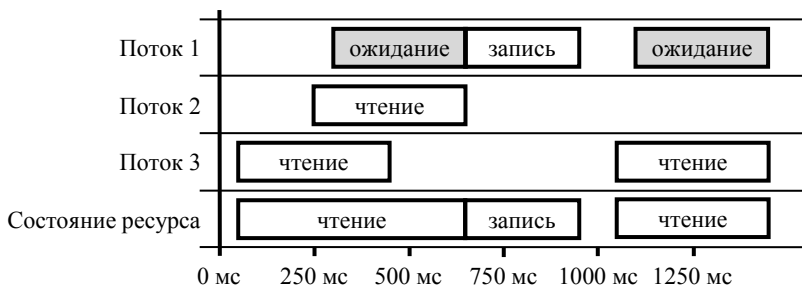 Поток 1 ожидание запись ожидание
Поток 2 чтение
Поток 3 чтение чтение
Состояние ресурса чтение запись чтение
0 мс 250 мс 500 мс 750 мс 1000 мс 1250 мс